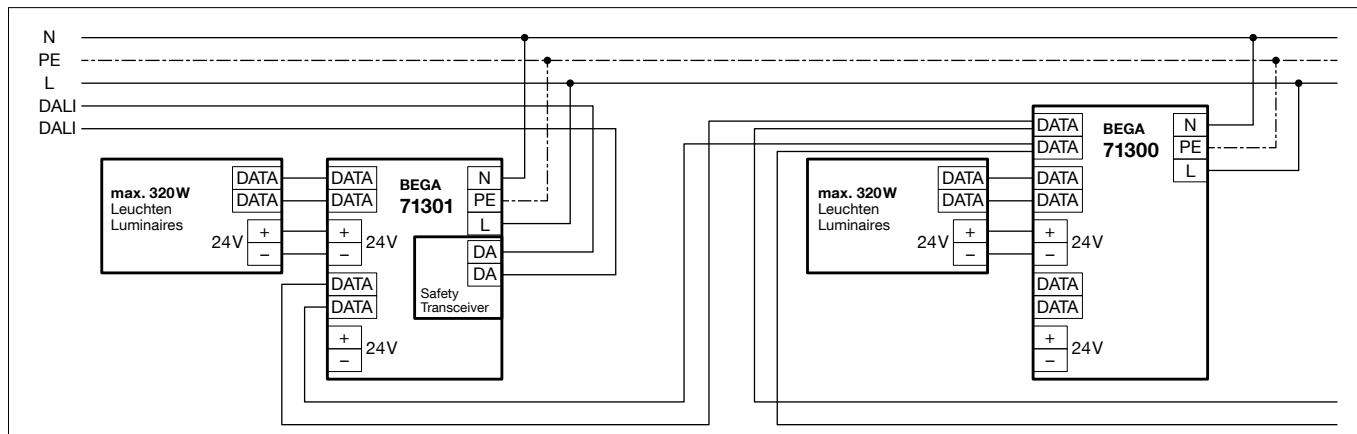 N
PE
L
DALI
DALI
max. 320W
Leuchten
Luminaires
DATA
DATA
24V
+
−
DATA
DATA
+
−
24V
DATA
DATA
+
−
24V
BEGA
71301
N
PE
L
DA
DA
Safety
Transceiver
max. 320W
Leuchten
Luminaires
DATA
DATA
24V
+
−
DATA
DATA
DATA
DATA
+
−
24V
DATA
DATA
+
−
24V
BEGA
71300
N
PE
L